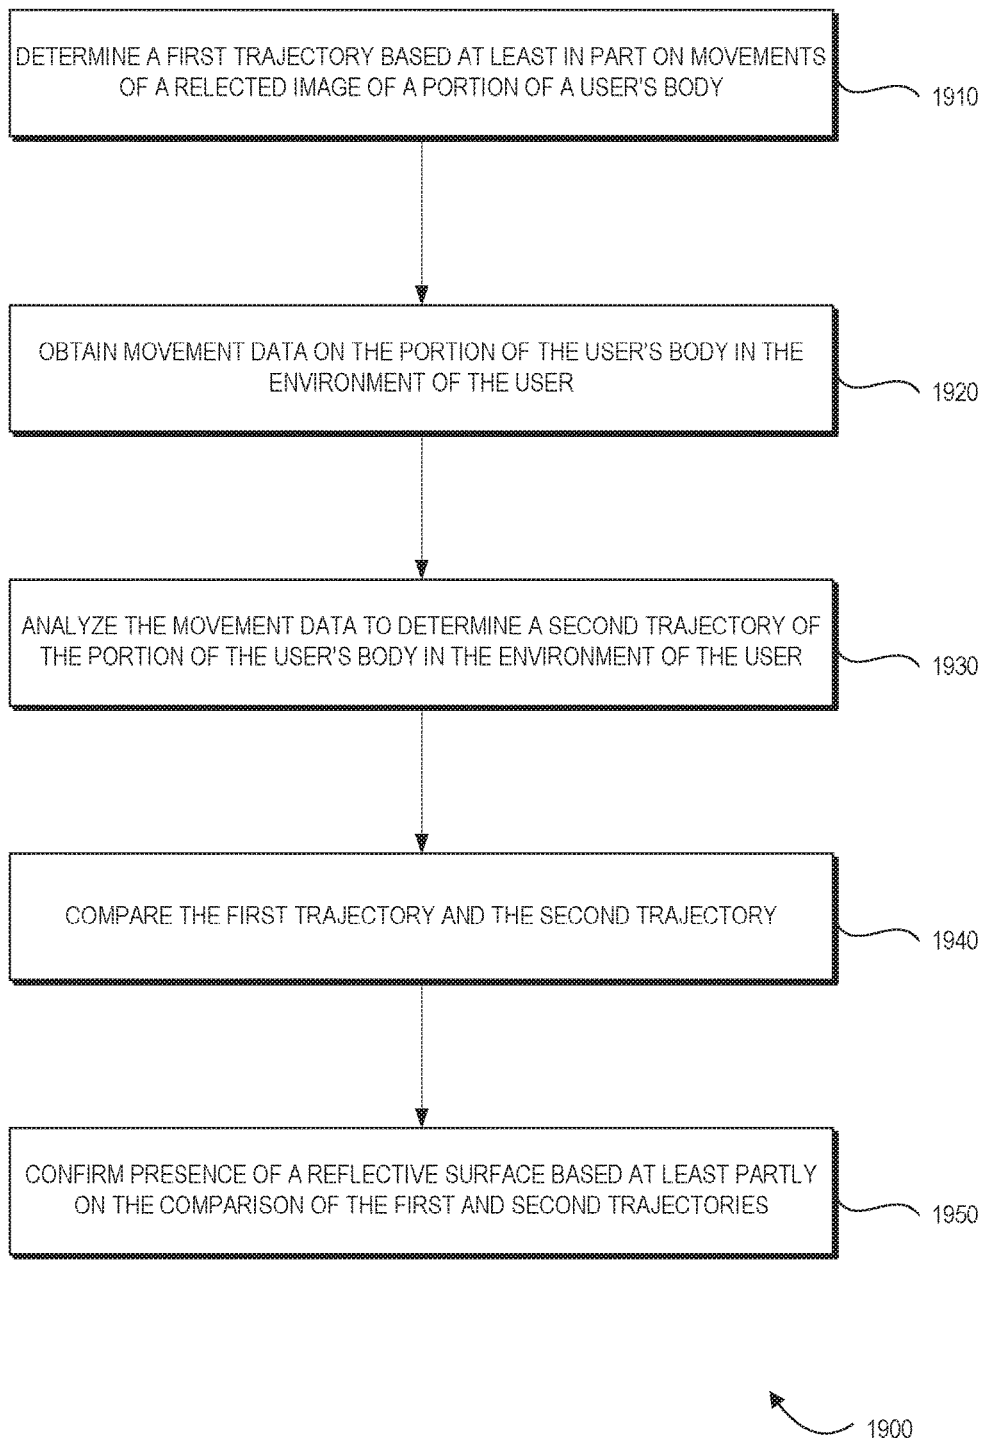 DETERMINE A FIRST TRAJECTORY BASED AT LEAST IN PART ON MOVEMENTS
OF A RELECTED IMAGE OF A PORTION OF A USER'S BODY
1910
OBTAIN MOVEMENT DATA ON THE PORTION OF THE USER'S BODY IN THE
ENVIRONMENT OF THE USER
1920
ANALYZE THE MOVEMENT DATA TO DETERMINE A SECOND TRAJECTORY OF
THE PORTION OF THE USER'S BODY IN THE ENVIRONMENT OF THE USER
1930
COMPARE THE FIRST TRAJECTORY AND THE SECOND TRAJECTORY
1940
CONFIRM PRESENCE OF A REFLECTIVE SURFACE BASED AT LEAST PARTLY
ON THE COMPARISON OF THE FIRST AND SECOND TRAJECTORIES
1950
1900